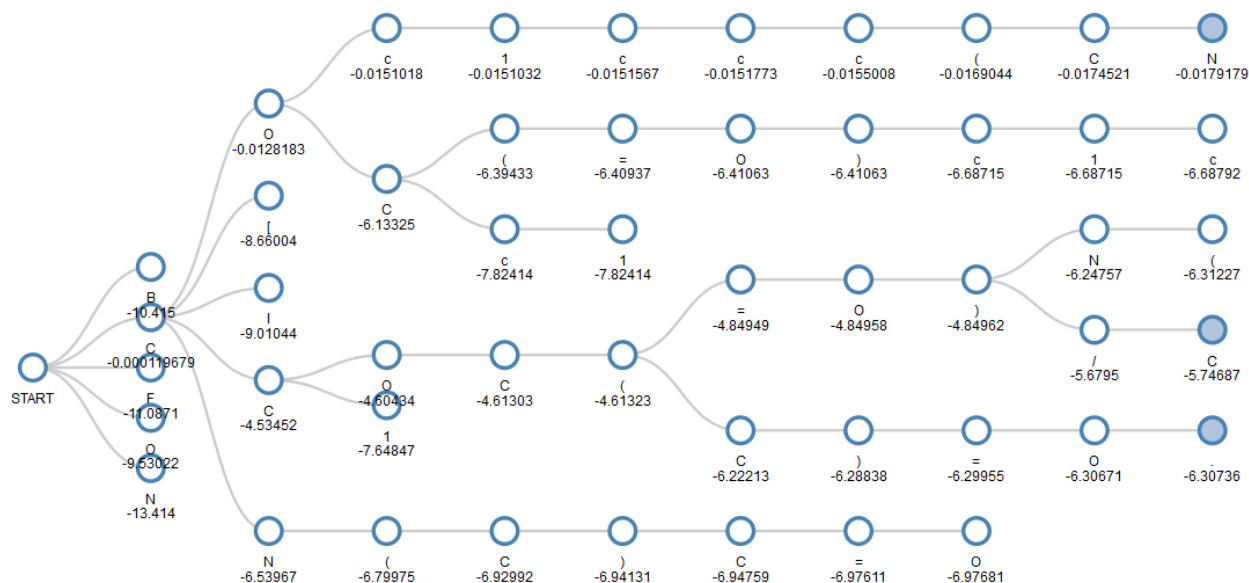 c 1 c c c ( C N
-0.0151018 -0.0151032 -0.0151567 -0.0151773 -0.0155008 -0.0169044 -0.0174521 -0.0179179
O
-0.0128183
( = O ) c 1 c
-6.39433 -6.40937 -6.41063 -6.41063 -6.68715 -6.68715 -6.68792
C
-6.13325
[
-8.66004
c 1
-7.82414 -7.82414
N (
-6.24757 -6.31227
B
-10.415
I
-9.01044
= O )
-4.84949 -4.84958 -4.84962
C
-0.000119679
/ C
-5.6795 -5.74687
START
F
-11.0871
C
-4.53452
O C (
-4.60434 -4.61303 -4.61323
O
-9.53022
1
-7.64847
C ) = O .
-6.22213 -6.28838 -6.29955 -6.30671 -6.30736
N
-13.414
N ( C ) C = O
-6.53967 -6.79975 -6.92992 -6.94131 -6.94759 -6.97611 -6.97681